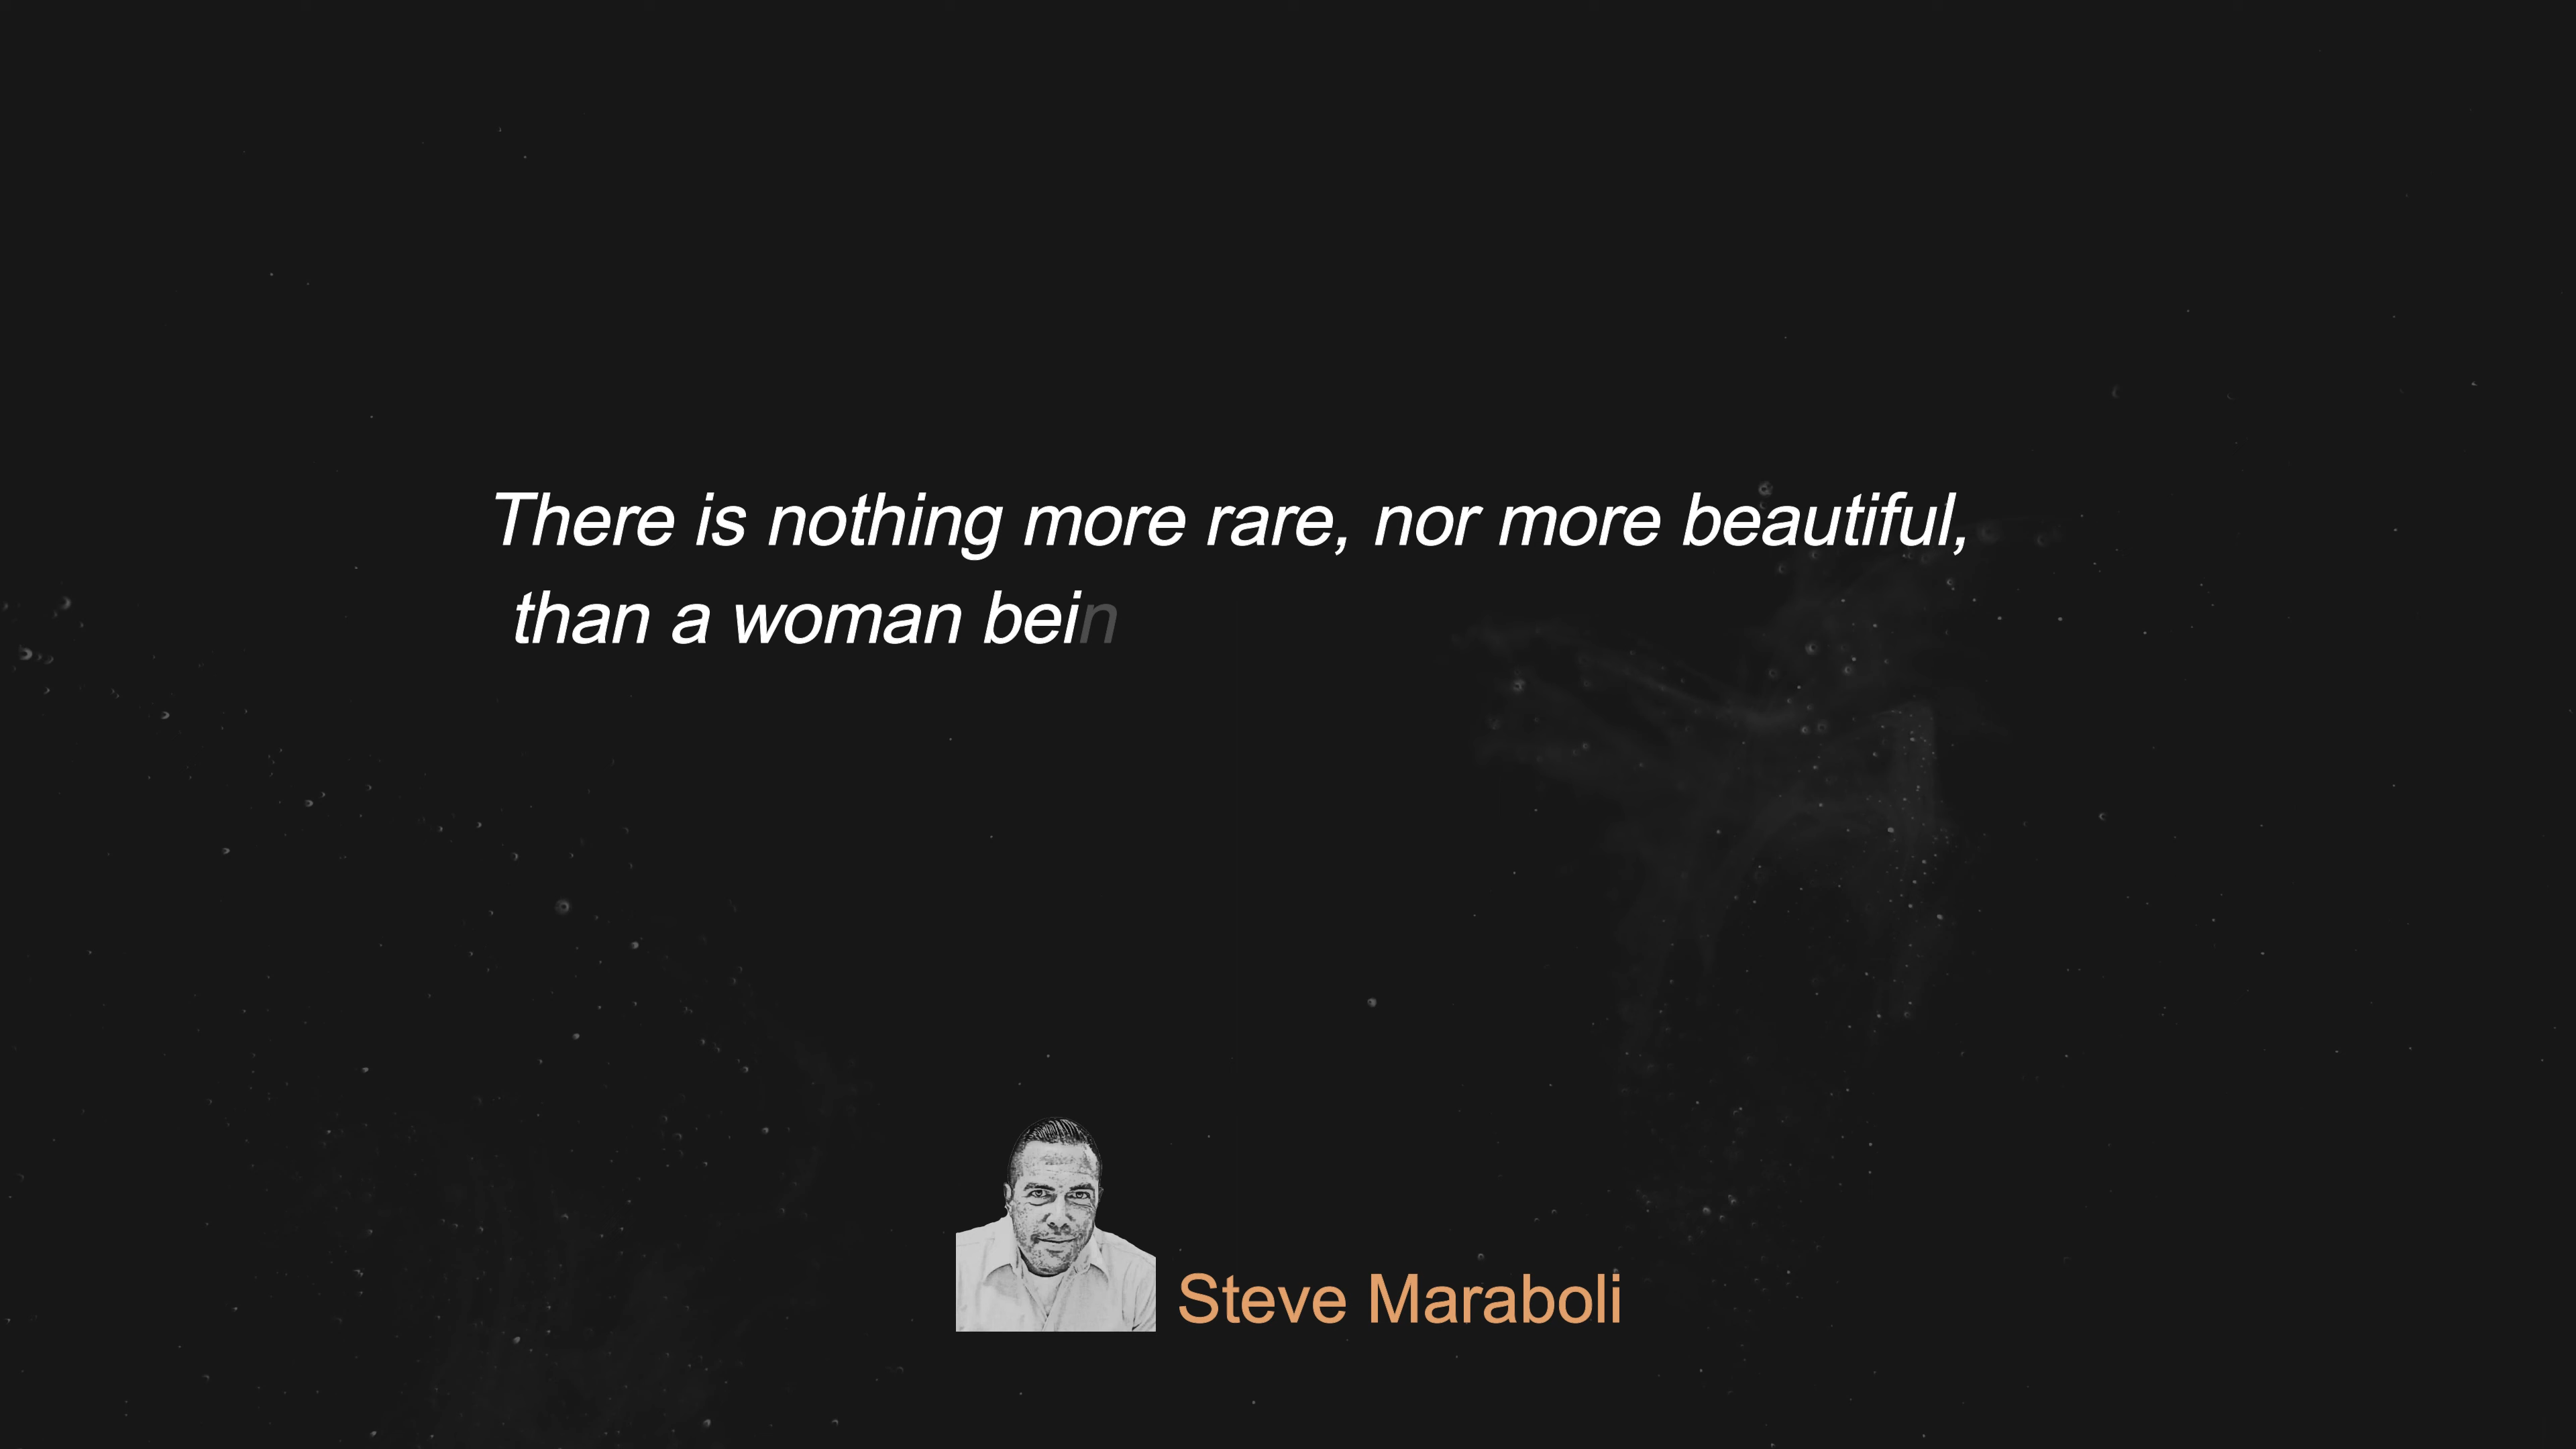 There is nothing more rare, nor more beautiful,
than a woman bein
Steve Maraboli